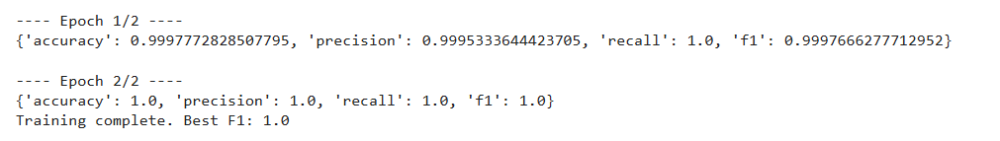 ---- Epoch 1/2 ----
{'accuracy': 0.9997772828507795, 'precision': 0.9995333644423705, 'recall': 1.0, 'f1': 0.9997666277712952}
---- Epoch 2/2 ----
{'accuracy': 1.0, 'precision': 1.0, 'recall': 1.0, 'f1': 1.0}
Training complete. Best F1: 1.0